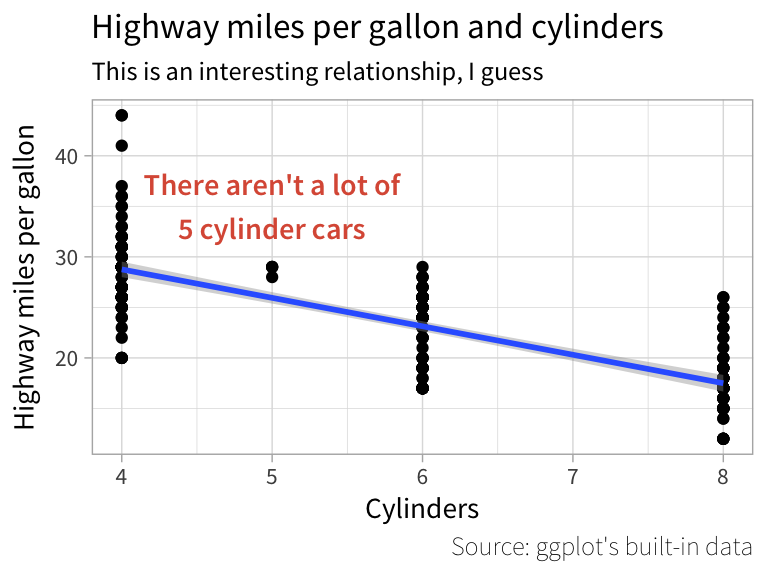 Highway miles per gallon and cylinders
This is an interesting relationship, I guess
Highway miles per gallon
40
30
20
There aren't a lot of
5 cylinder cars
4 5 6 7 8
Cylinders
Source: ggplot's built-in data